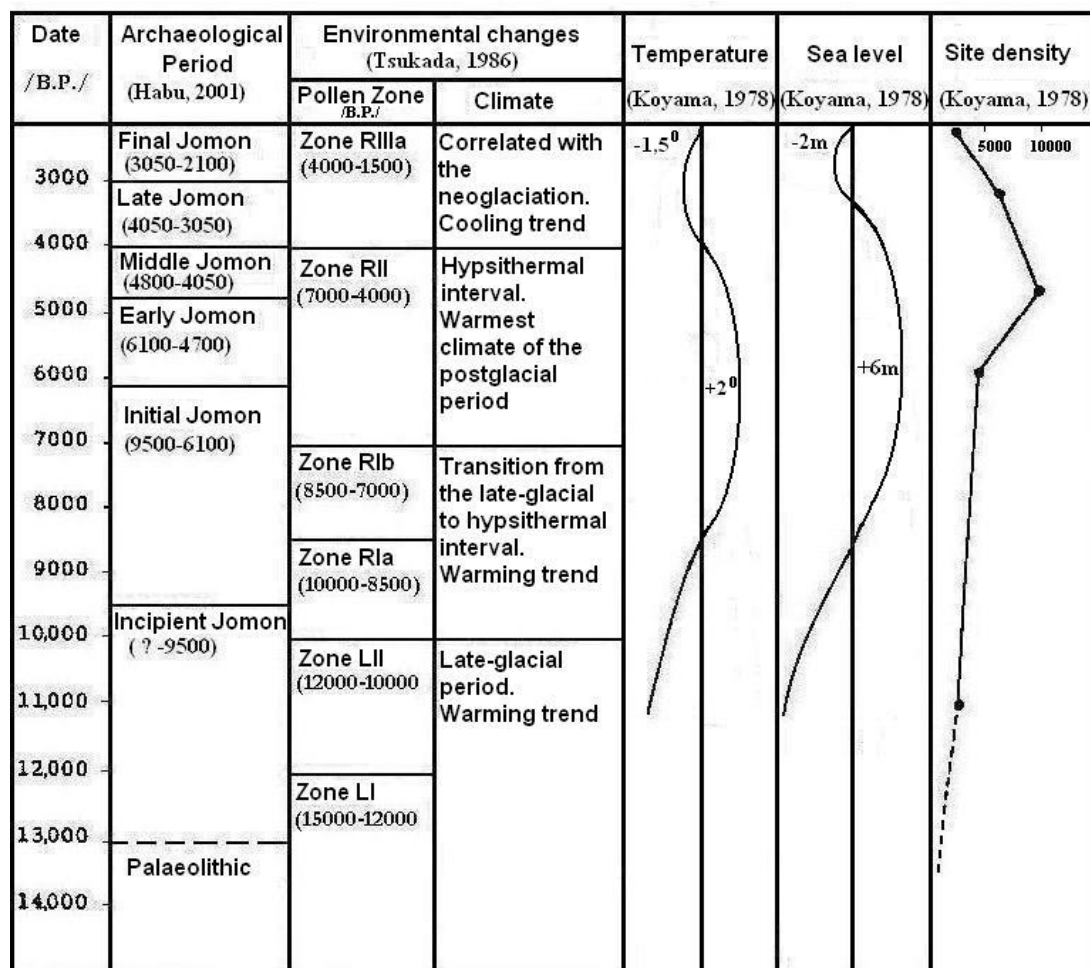 Date
/B.P./
Archaeological
Period
(Habu, 2001)
Environmental changes
(Tsukada, 1986)
Pollen Zone
/B.P./
Climate
Temperature
(Koyama, 1978)
Sea level
(Koyama, 1978)
Site density
(Koyama, 1978)
3000
4000
5000
6000
7000
8000
9000
10,000
11,000
12,000
13,000
14,000
Final Jomon
(3050-2100)
Late Jomon
(4050-3050)
Middle Jomon
(4800-4050)
Early Jomon
(6100-4700)
Initial Jomon
(9500-6100)
Incipient Jomon
( ? -9500)
Palaeolithic
Zone RIIIa
(4000-1500)
Zone RII
(7000-4000)
Zone RIb
(8500-7000)
Zone RIa
(10000-8500)
Zone LII
(12000-10000
Zone LI
(15000-12000
Correlated with
the
neoglaciation.
Cooling trend
Hypsithermal
interval.
Warmest
climate of the
postglacial
period
Transition from
the late-glacial
to hypsithermal
interval.
Warming trend
Late-glacial
period.
Warming trend
-1,5⁰
+2⁰
-2m
+6m
5000 10000